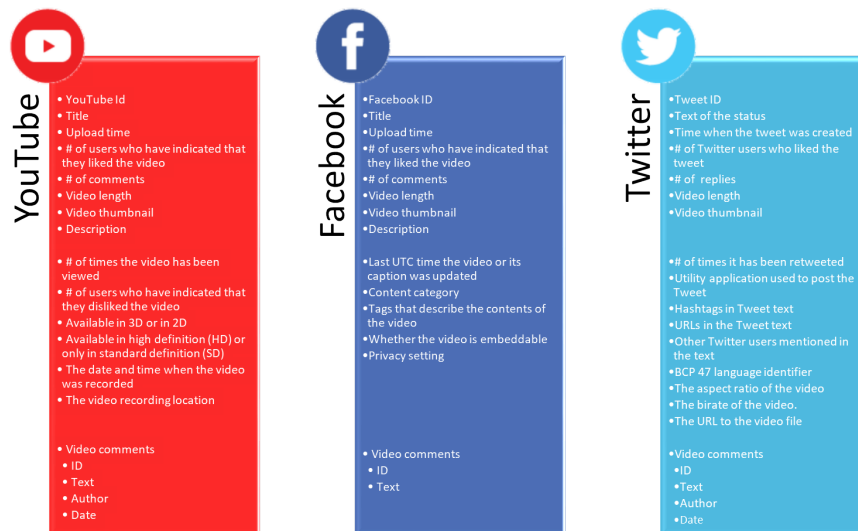 YouTube
• YouTube Id
• Title
• Upload time
• # of users who have indicated that
they liked the video
• # of comments
• Video length
• Video thumbnail
• Description
• # of times the video has been
viewed
• # of users who have indicated that
they disliked the video
• Available in 3D or in 2D
• Available in high definition (HD) or
only in standard definition (SD)
• The date and time when the video
was recorded
• The video recording location
• Video comments
• ID
• Text
• Author
• Date
Facebook
•Facebook ID
•Title
•Upload time
•# of users who have indicated that
they liked the video
•# of comments
•Video length
•Video thumbnail
•Description
•Last UTC time the video or its
caption was updated
•Content category
•Tags that describe the contents of
the video
•Whether the video is embeddable
•Privacy setting
• Video comments
• ID
• Text
Twitter
•Tweet ID
•Text of the status
•Time when the tweet was created
•# of Twitter users who liked the
tweet
•# of replies
•Video length
•Video thumbnail
•# of times it has been retweeted
•Utility application used to post the
Tweet
•Hashtags in Tweet text
•URLs in the Tweet text
•Other Twitter users mentioned in
the text
•BCP 47 language identifier
•The aspect ratio of the video
•The birate of the video.
•The URL to the video file
•Video comments
•ID
•Text
•Author
•Date